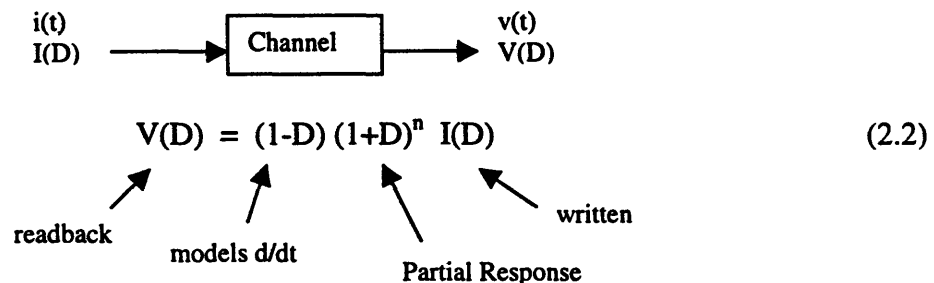 i(t)
I(D)
Channel
v(t)
V(D)
V(D) = (1-D) (1+D)ⁿ I(D) (2.2)
readback
models d/dt
Partial Response
written